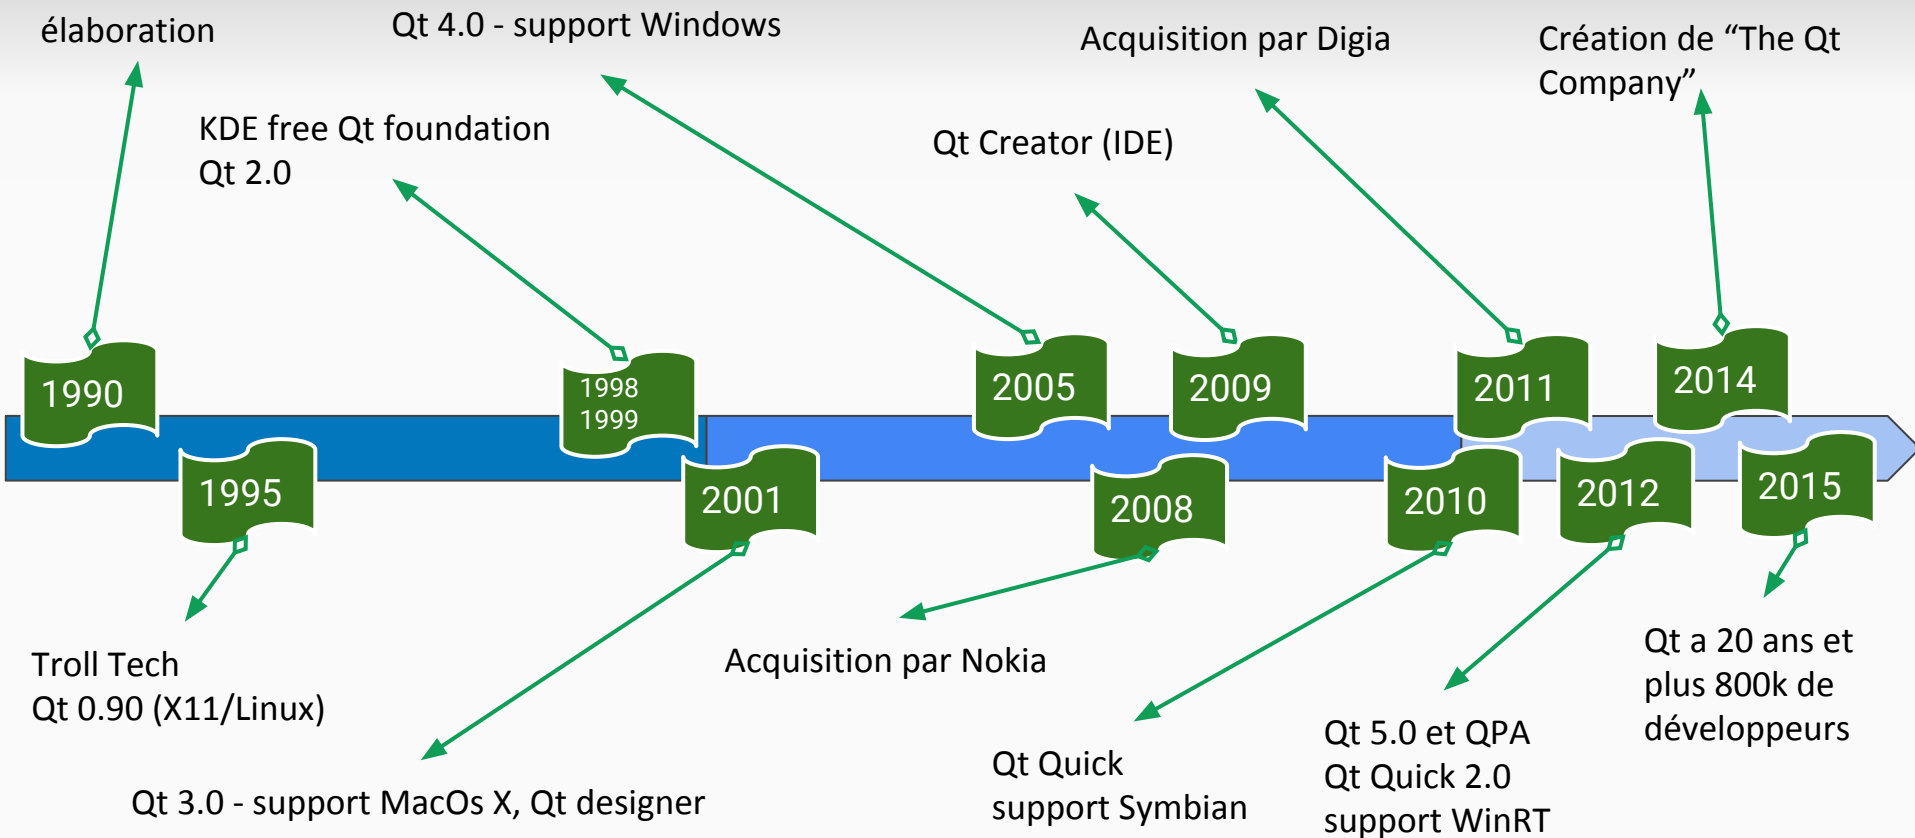 élaboration
Qt 4.0 - support Windows
Acquisition par Digia
Création de “The Qt
Company”
KDE free Qt foundation
Qt 2.0
Qt Creator (IDE)
1990
1998
1999
2005
2009
2011
2014
1995
2001
2008
2010
2012
2015
Troll Tech
Qt 0.90 (X11/Linux)
Acquisition par Nokia
Qt a 20 ans et
plus 800k de
développeurs
Qt 3.0 - support MacOs X, Qt designer
Qt Quick
support Symbian
Qt 5.0 et QPA
Qt Quick 2.0
support WinRT